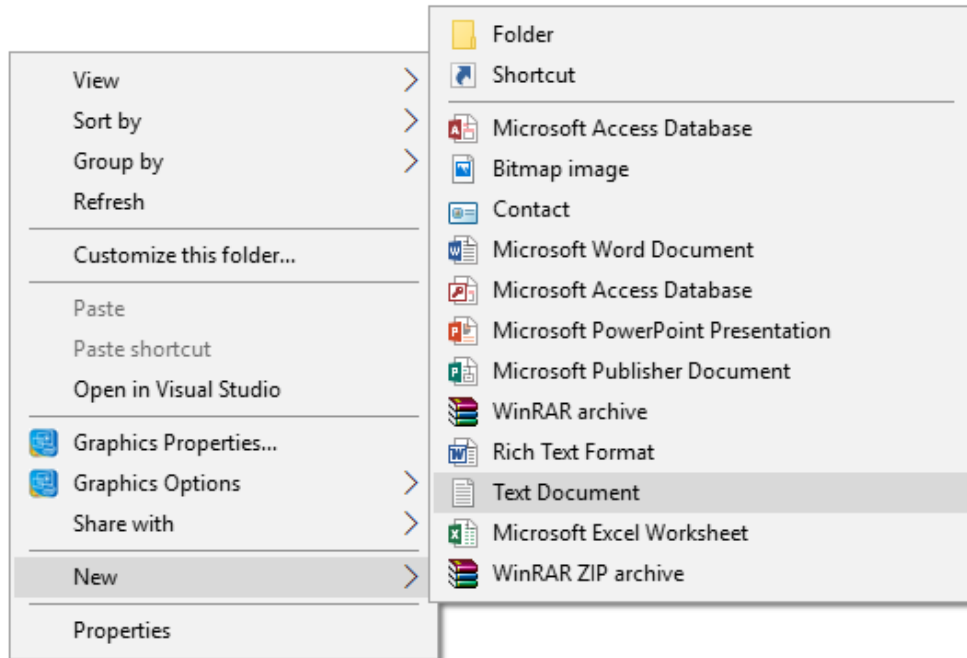 View
Sort by
Group by
Refresh
Customize this folder...
Paste
Paste shortcut
Open in Visual Studio
Graphics Properties...
Graphics Options
Share with
New
Properties
Folder
Shortcut
Microsoft Access Database
Bitmap image
Contact
Microsoft Word Document
Microsoft Access Database
Microsoft PowerPoint Presentation
Microsoft Publisher Document
WinRAR archive
Rich Text Format
Text Document
Microsoft Excel Worksheet
WinRAR ZIP archive